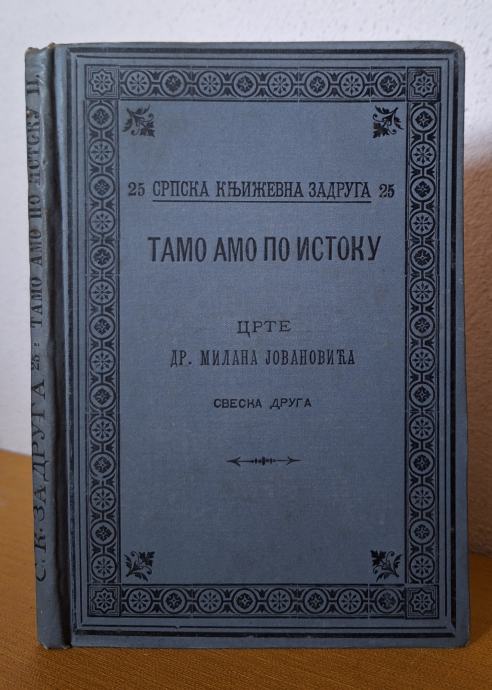 25 СРПСКА КЊИЖЕВНА ЗАДРУГА 25
ТАМО АМО ПО ИСТОКУ
ЦРТЕ
ДР. МИЛАНА ЈОВАНОВИЋА
СВЕСКА ДРУГА
С. К. ЗАДРУГА 25: ТАМО АМО ПО ИСТОКУ II.